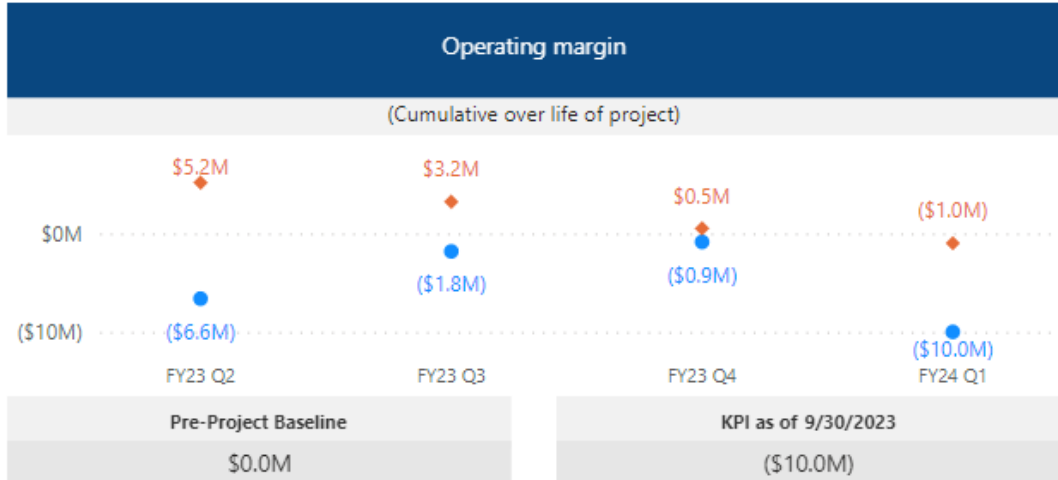 Operating margin
(Cumulative over life of project)
$5.2M
$3.2M
$0.5M
($1.0M)
$0M
($1.8M)
($0.9M)
($10M)
($6.6M)
($10.0M)
FY23 Q2
FY23 Q3
FY23 Q4
FY24 Q1
Pre-Project Baseline
KPI as of 9/30/2023
$0.0M
($10.0M)